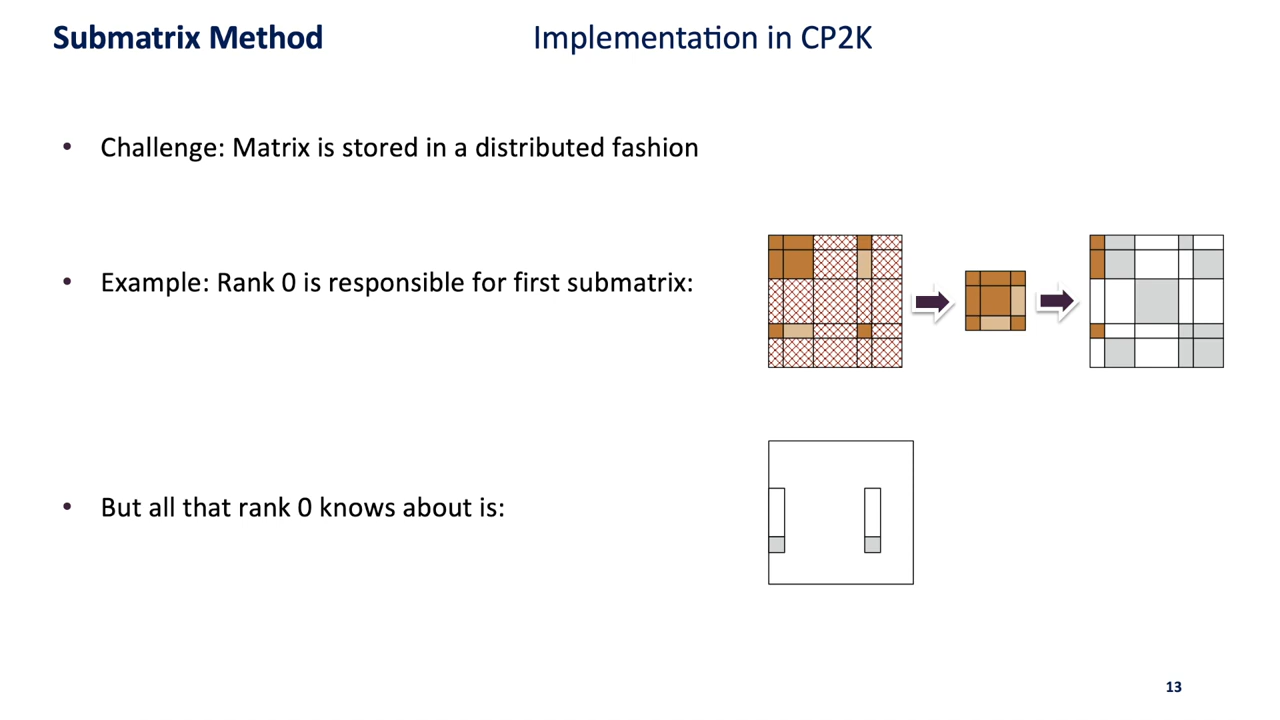 Submatrix Method
Implementation in CP2K
• Challenge: Matrix is stored in a distributed fashion
• Example: Rank 0 is responsible for first submatrix:
• But all that rank 0 knows about is:
13